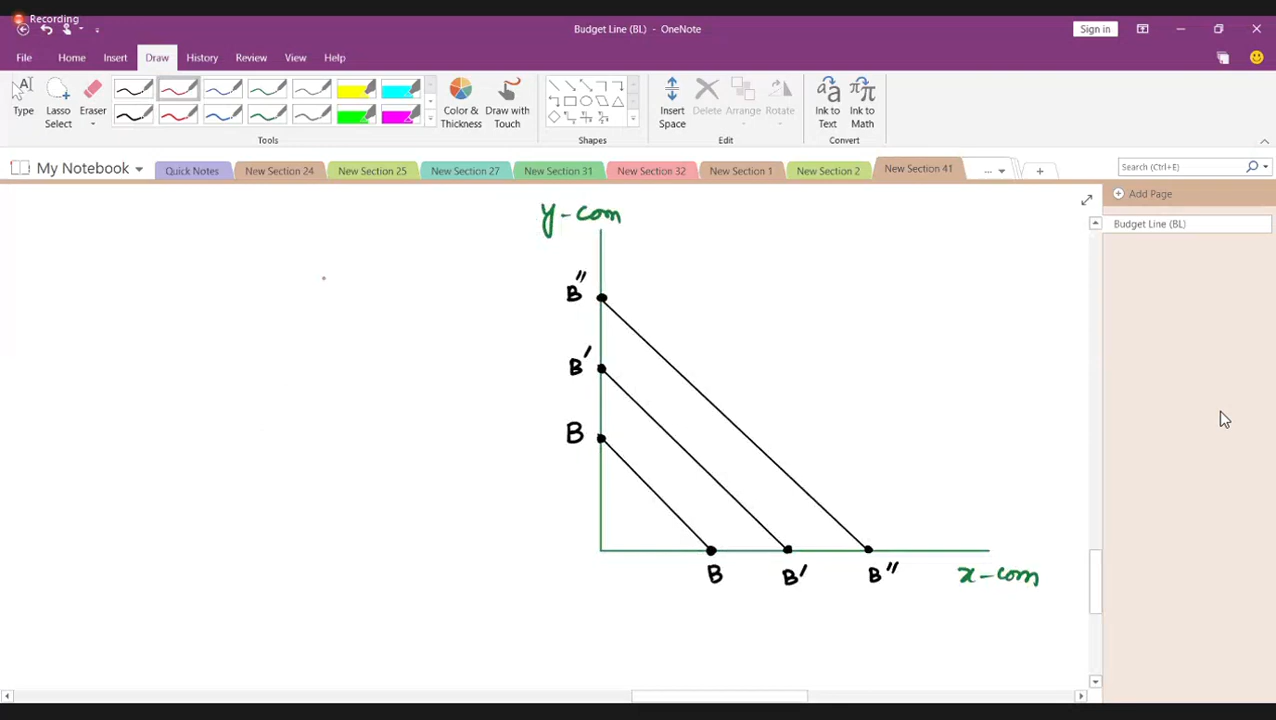 Recording
Budget Line (BL) - OneNote
Sign in
File Home Insert Draw History Review View Help
Type
Lasso Select
Eraser
Color & Thickness
Draw with Touch
Insert Space
Delete
Arrange
Rotate
Ink to Text
Ink to Math
Tools
Shapes
Edit
Convert
My Notebook
Quick Notes
New Section 24
New Section 25
New Section 27
New Section 31
New Section 32
New Section 1
New Section 2
New Section 41
...
Search (Ctrl+E)
Add Page
Budget Line (BL)
y-com
B"
B'
B
B B' B"
x-com